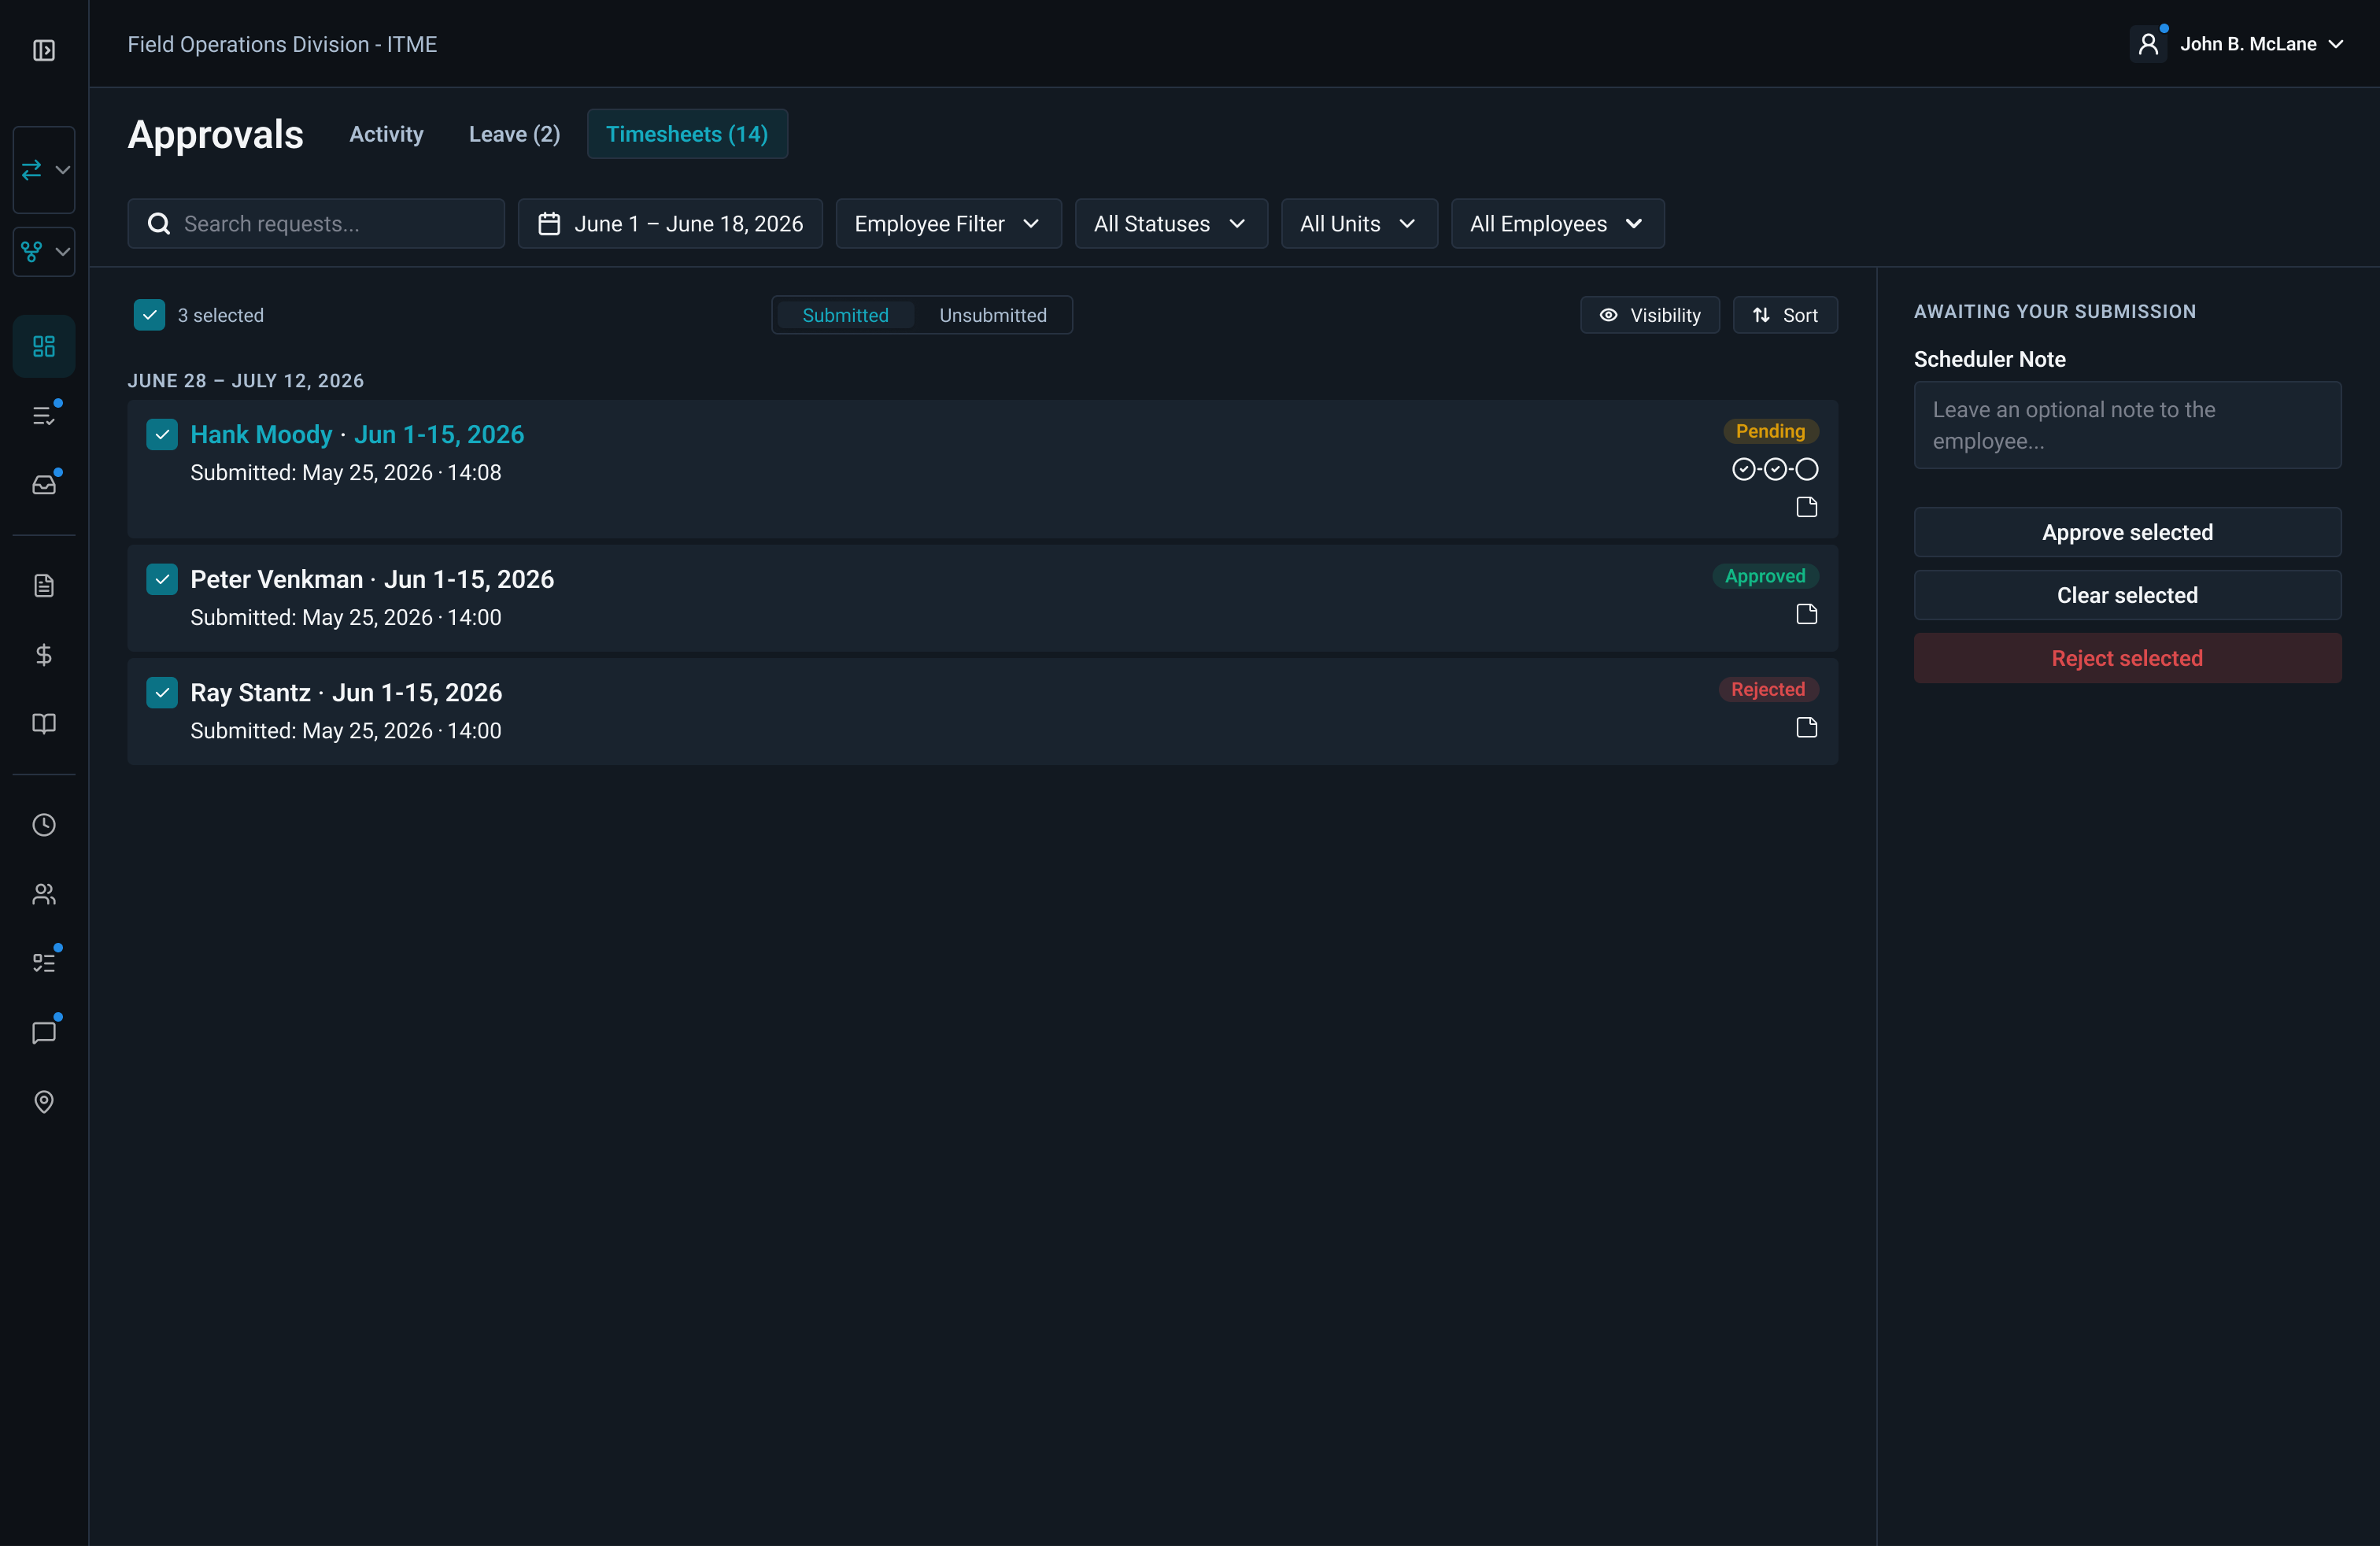 Field Operations Division - ITME
John B. McLane
Approvals
Activity
Leave (2)
Timesheets (14)
Search requests...
June 1 – June 18, 2026
Employee Filter
All Statuses
All Units
All Employees
3 selected
Submitted
Unsubmitted
Visibility
Sort
JUNE 28 – JULY 12, 2026
Hank Moody · Jun 1-15, 2026
Pending
Submitted: May 25, 2026 · 14:08
Peter Venkman · Jun 1-15, 2026
Approved
Submitted: May 25, 2026 · 14:00
Ray Stantz · Jun 1-15, 2026
Rejected
Submitted: May 25, 2026 · 14:00
AWAITING YOUR SUBMISSION
Scheduler Note
Leave an optional note to the
employee...
Approve selected
Clear selected
Reject selected